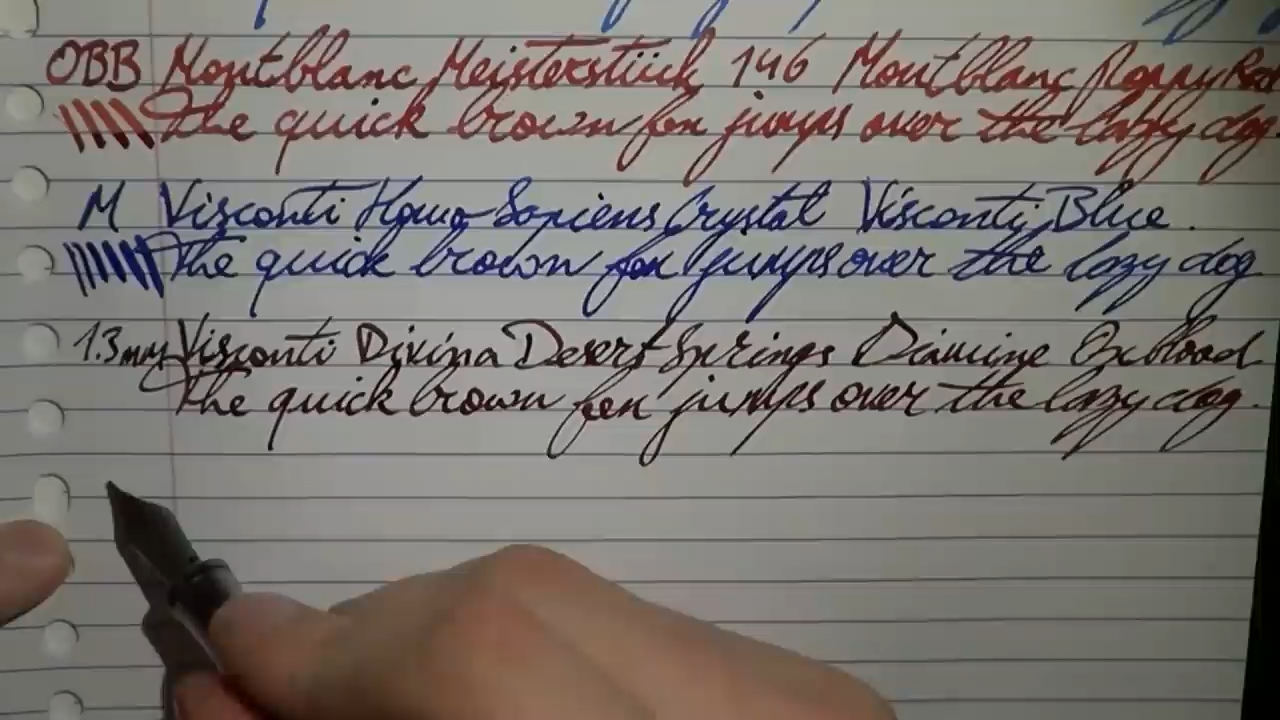 OBB Montblanc Meisterstück 146 Montblanc Poppy Red
The quick brown fox jumps over the lazy dog
M Visconti Homo Sapiens Crystal Visconti Blue.
The quick brown fox jumps over the lazy dog
1.3mm Visconti Divina Desert Springs Diamine Oxblood
The quick brown fox jumps over the lazy dog.